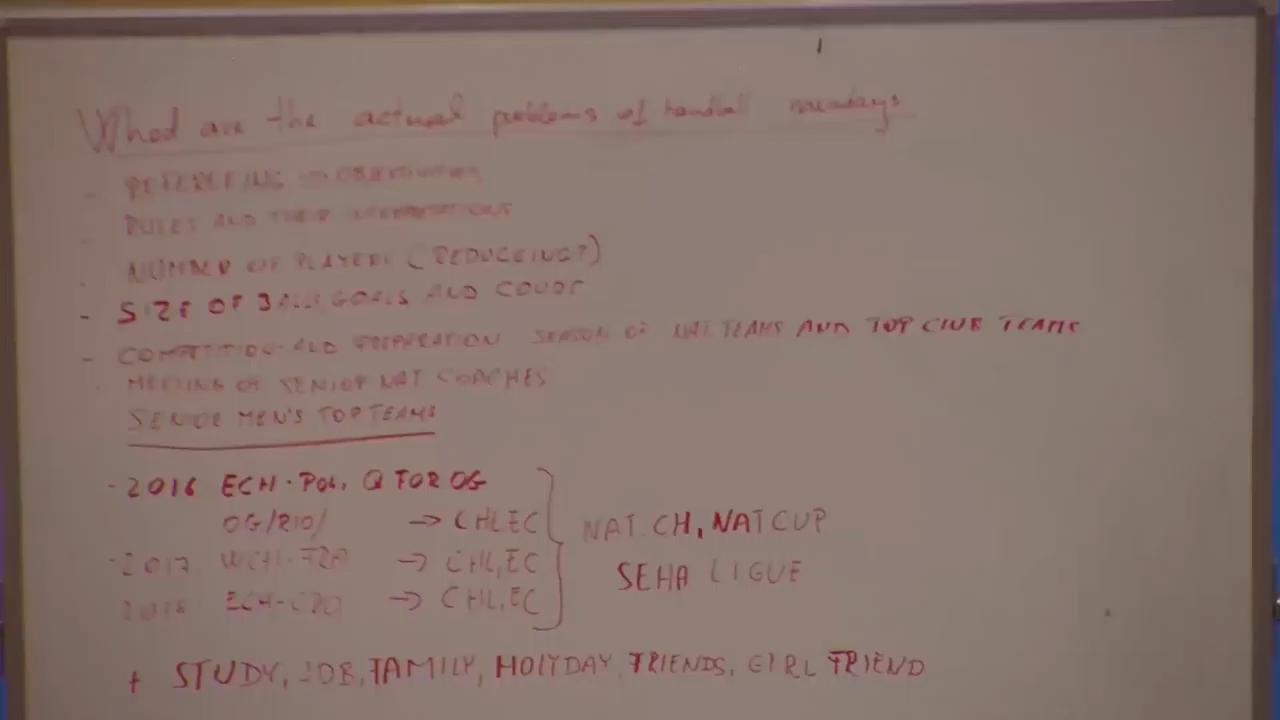 What are the actual problems of handball
- REFEREEING
RULES AND THEIR INTERPRETATIONS
NUMBER OF PLAYERS (REDUCEING?)
- SIZE OF BALL, GOALS AND COURT
- COMPETITION AND PREPARATION SEASON OF NAT. TEAMS AND TOP CLUB TEAMS
- MEETING OF SENIOR NAT COACHES
SENIOR MEN'S TOP TEAMS
- 2016 ECH - POL, Q FOR OG
OG/RIO/ → CHL EC
- 2017 WCH - FRA → CHL, EC
2018 ECH - CRO → CHL, EC
NAT. CH, NAT CUP
SEHA LIGUE
+ STUDY, JOB, FAMILY, HOLYDAY, FRIENDS, GIRL FRIEND